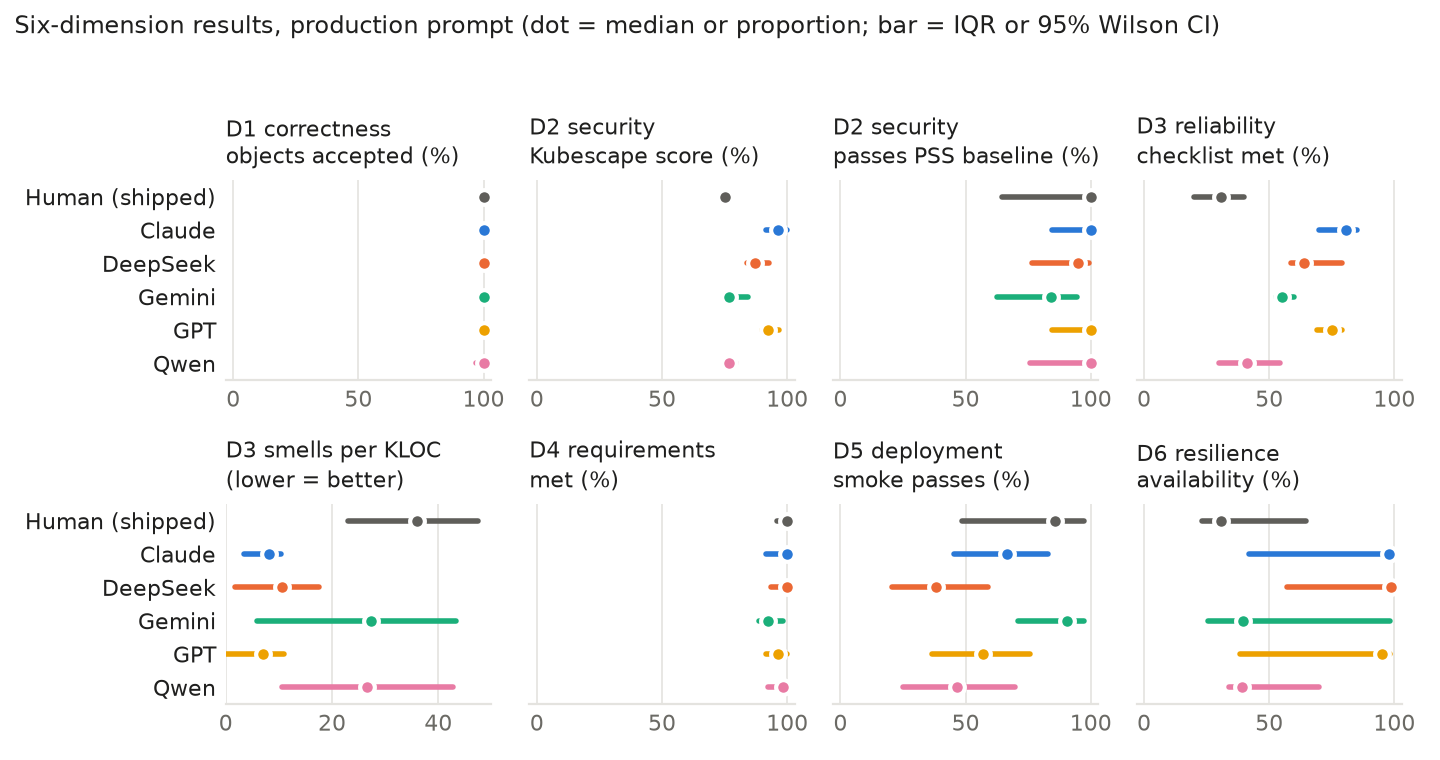 Six-dimension results, production prompt (dot = median or proportion; bar = IQR or 95% Wilson CI)
D1 correctness
objects accepted (%)
D2 security
Kubescape score (%)
D2 security
passes PSS baseline (%)
D3 reliability
checklist met (%)
Human (shipped)
Claude
DeepSeek
Gemini
GPT
Qwen
0 50 100
0 50 100
0 50 100
0 50 100
D3 smells per KLOC
(lower = better)
D4 requirements
met (%)
D5 deployment
smoke passes (%)
D6 resilience
availability (%)
Human (shipped)
Claude
DeepSeek
Gemini
GPT
Qwen
0 20 40
0 50 100
0 50 100
0 50 100